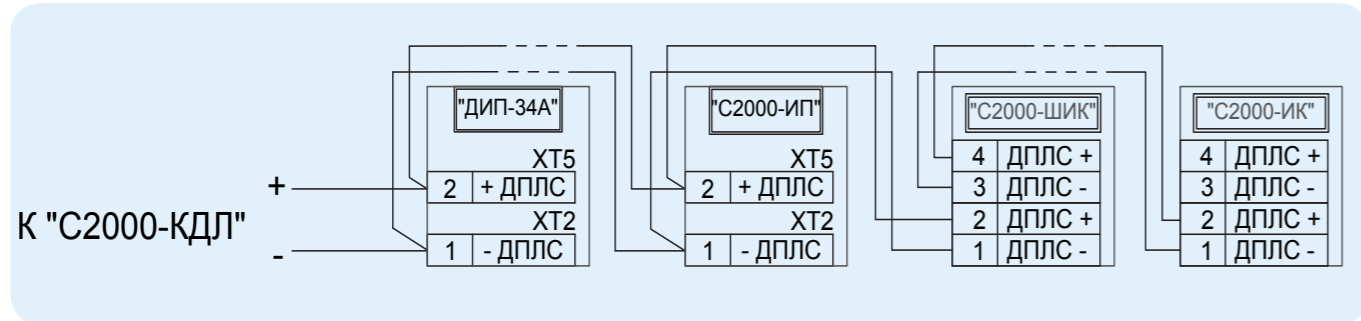 "ДИП-34А"
"С2000-ИП"
"С2000-ШИК"
"С2000-ИК"
ХТ5
2 + ДПЛС
ХТ2
1 - ДПЛС
ХТ5
2 + ДПЛС
ХТ2
1 - ДПЛС
4 ДПЛС +
3 ДПЛС -
2 ДПЛС +
1 ДПЛС -
4 ДПЛС +
3 ДПЛС -
2 ДПЛС +
1 ДПЛС -
+
К "С2000-КДЛ"
-